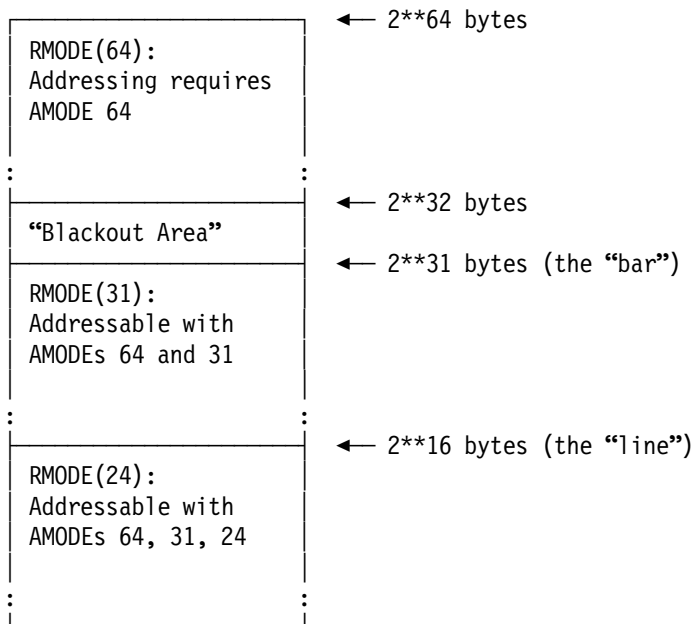 ◄── 2**64 bytes
RMODE(64):
Addressing requires
AMODE 64
:                    :
◄── 2**32 bytes
“Blackout Area”
◄── 2**31 bytes (the “bar”)
RMODE(31):
Addressable with
AMODEs 64 and 31
:                    :
◄── 2**16 bytes (the “line”)
RMODE(24):
Addressable with
AMODEs 64, 31, 24
:                    :